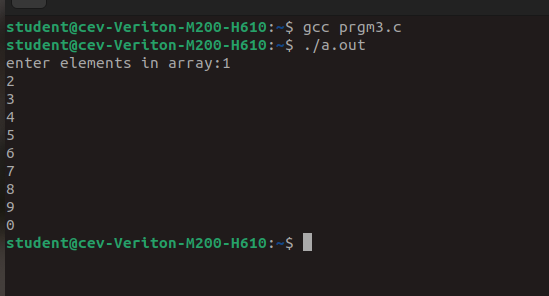 student@cev-Veriton-M200-H610:~$ gcc prgm3.c
student@cev-Veriton-M200-H610:~$ ./a.out
enter elements in array:1
2
3
4
5
6
7
8
9
0
student@cev-Veriton-M200-H610:~$